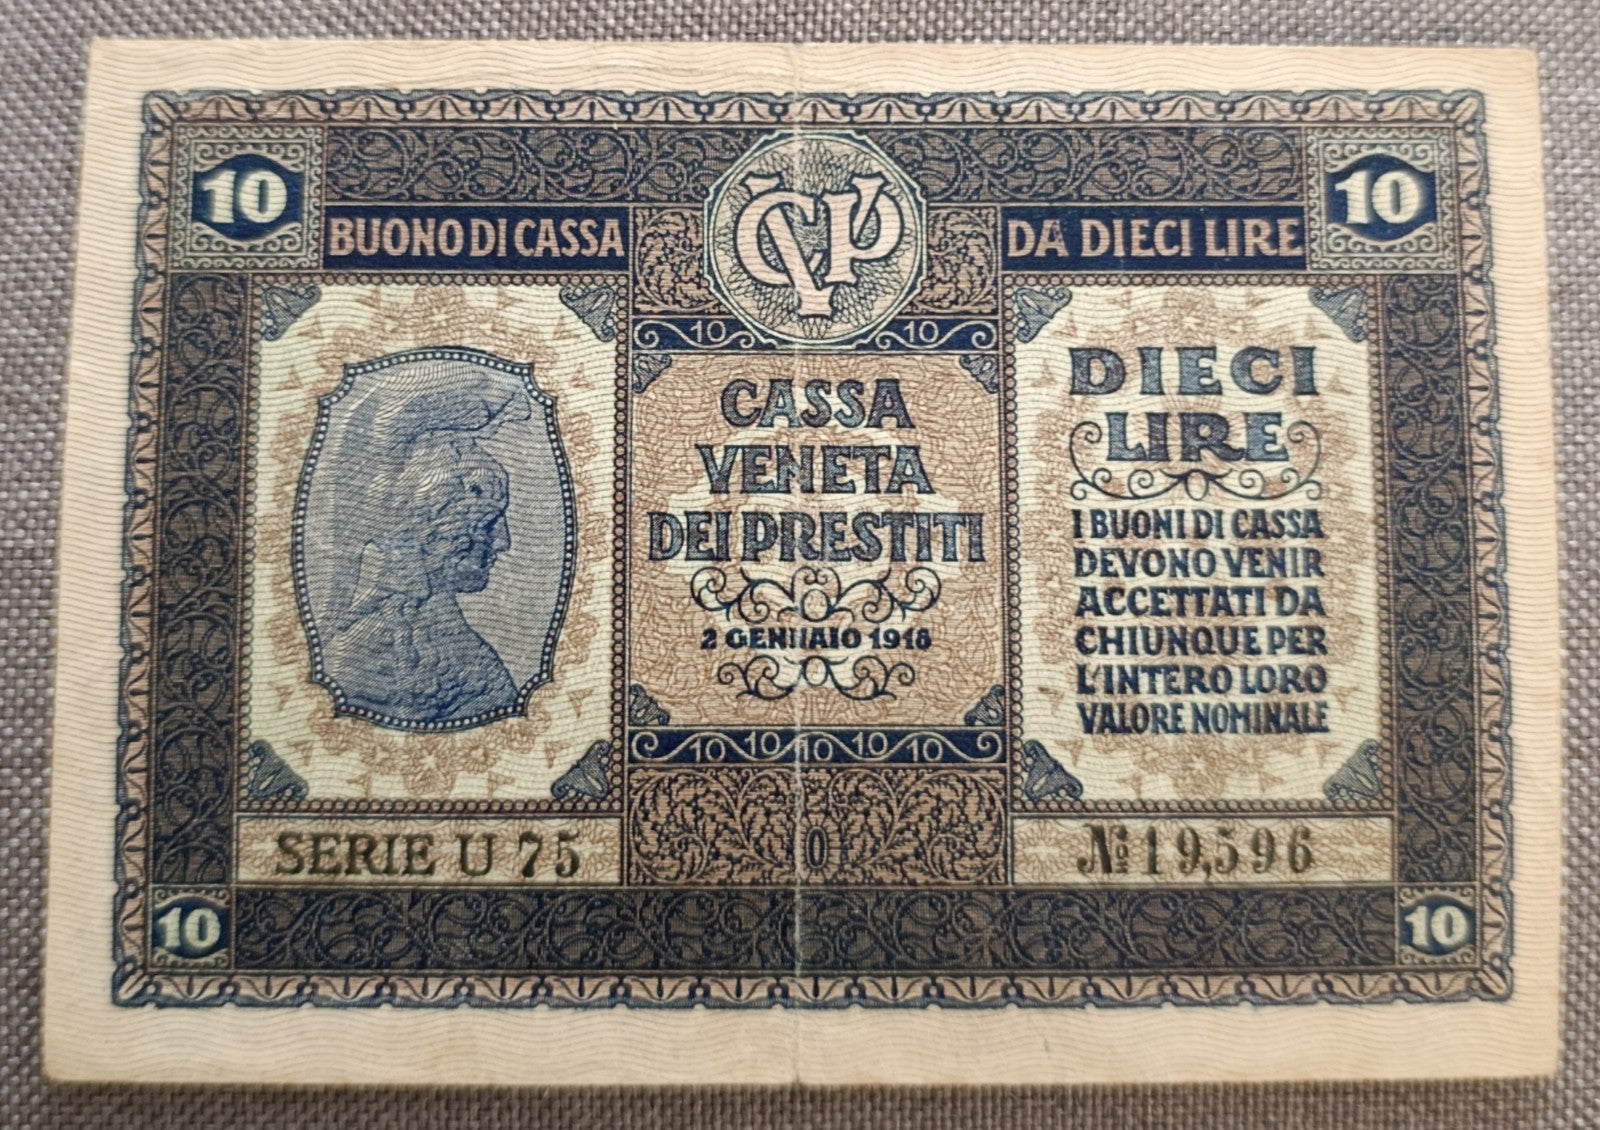 10
BUONO DI CASSA
CVP
DA DIECI LIRE
10
10 10
CASSA
VENETA
DEI PRESTITI
2 GENNAIO 1918
10 10 10 10 10
DIECI
LIRE
I BUONI DI CASSA
DEVONO VENIR
ACCETTATI DA
CHIUNQUE PER
L'INTERO LORO
VALORE NOMINALE
SERIE U 75
0
№ 19,596
10
10